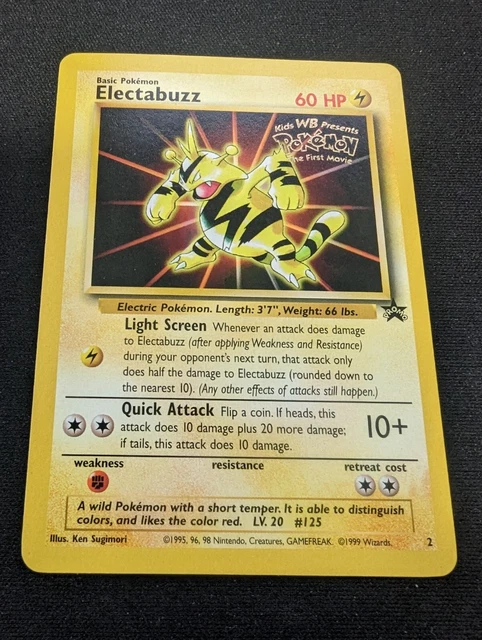 Basic Pokémon
Electabuzz
60 HP
Kids WB Presents
POKéMON
The First Movie
Electric Pokémon. Length: 3'7", Weight: 66 lbs.
PROMO
Light Screen Whenever an attack does damage
to Electabuzz (after applying Weakness and Resistance)
during your opponent's next turn, that attack only
does half the damage to Electabuzz (rounded down to
the nearest 10). (Any other effects of attacks still happen.)
Quick Attack Flip a coin. If heads, this
attack does 10 damage plus 20 more damage;
if tails, this attack does 10 damage.
10+
weakness resistance retreat cost
A wild Pokémon with a short temper. It is able to distinguish
colors, and likes the color red. LV. 20 #125
Illus. Ken Sugimori ©1995, 96, 98 Nintendo, Creatures, GAMEFREAK. ©1999 Wizards. 2